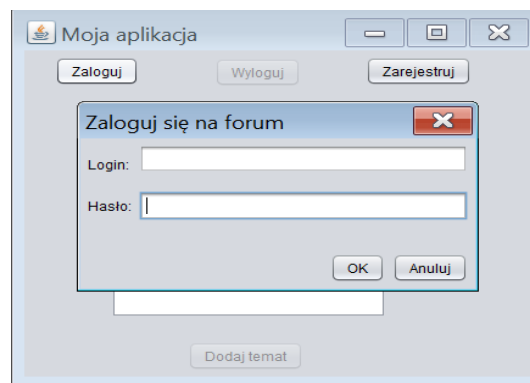 Moja aplikacja
Zaloguj Wyloguj Zarejestruj
Zaloguj się na forum
Login:
Hasło:
OK Anuluj
Dodaj temat